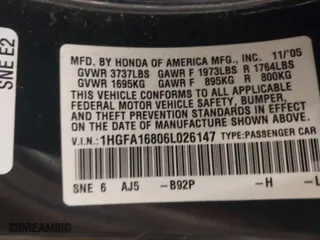 SNE E2
MFD. BY HONDA OF AMERICA MFG., INC. 11/'05
GVWR 3737LBS GAWR F 1973LBS R 1764LBS
GVWR 1695KG GAWR F 895KG R 800KG
THIS VEHICLE CONFORMS TO ALL APPLICABLE
FEDERAL MOTOR VEHICLE SAFETY, BUMPER,
AND THEFT PREVENTION STANDARDS IN EFFECT
ON THE DATE OF MANUFACTURE SHOWN ABOVE.
V.I.N.: 1HGFA16806L026147 TYPE: PASSENGER CAR
SNE 6 AJ5 -B92P -H -L
©DREAMBID